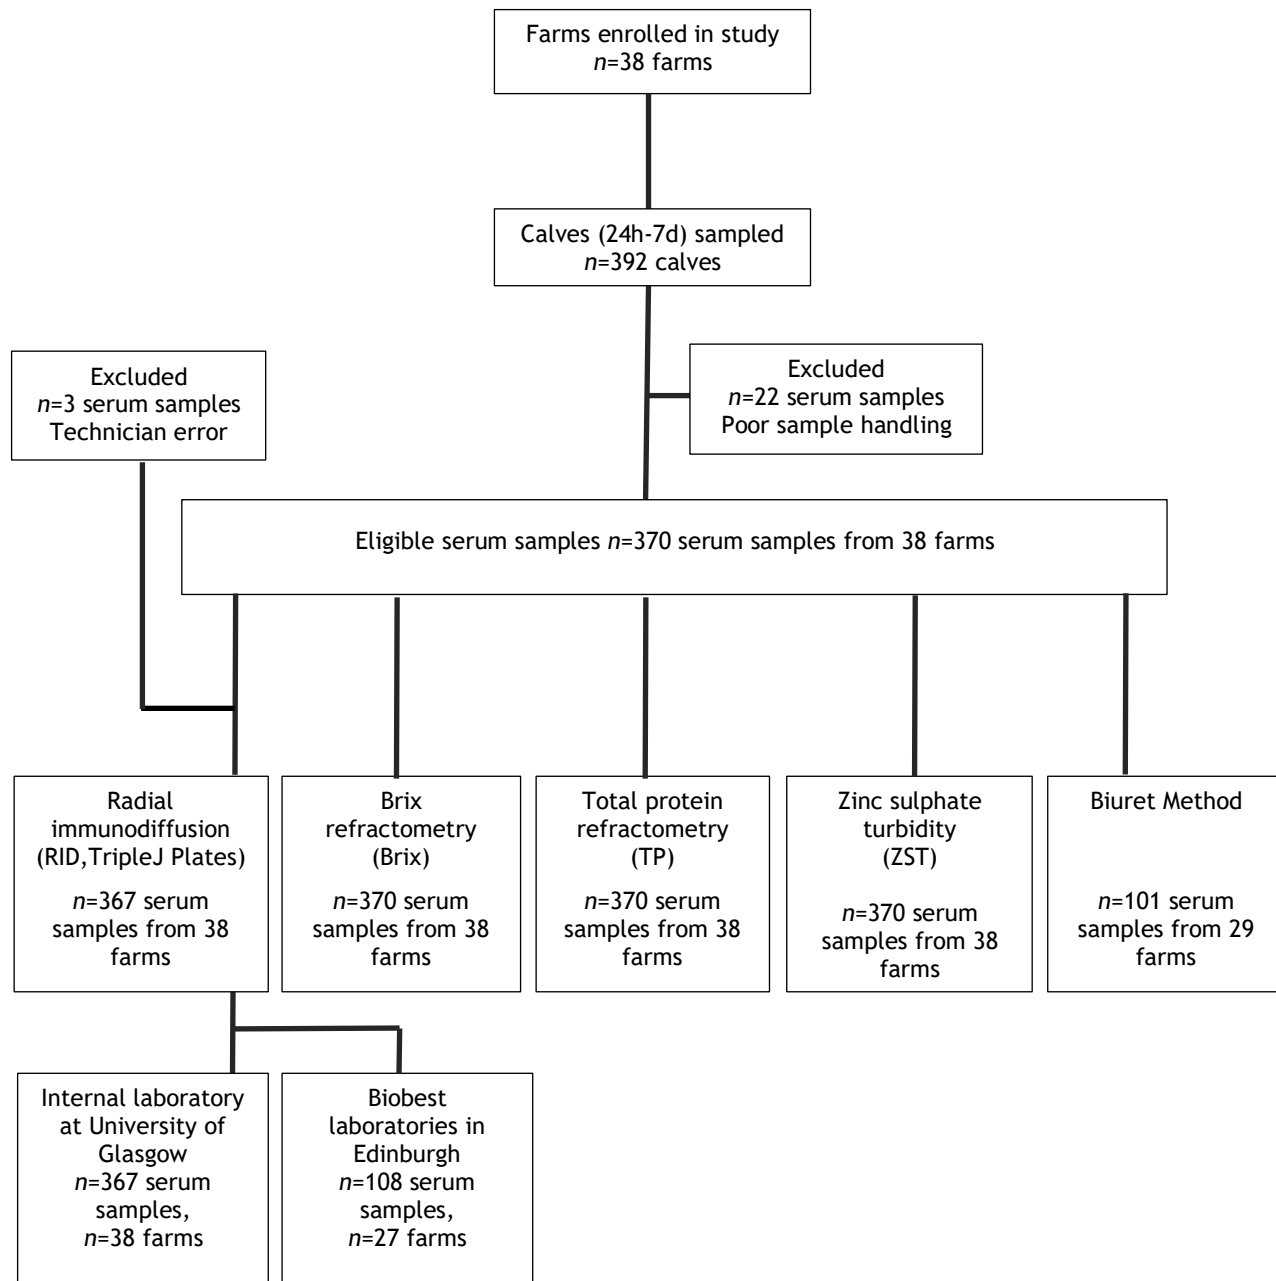 Farms enrolled in study
n=38 farms
Calves (24h-7d) sampled
n=392 calves
Excluded
n=3 serum samples
Technician error
Excluded
n=22 serum samples
Poor sample handling
Eligible serum samples n=370 serum samples from 38 farms
Radial
immunodiffusion
(RID,TripleJ Plates)
n=367 serum
samples from 38
farms
Brix
refractometry
(Brix)
n=370 serum
samples from 38
farms
Total protein
refractometry
(TP)
n=370 serum
samples from 38
farms
Zinc sulphate
turbidity
(ZST)
n=370 serum
samples from 38
farms
Biuret Method
n=101 serum
samples from 29
farms
Internal laboratory
at University of
Glasgow
n=367 serum
samples,
n=38 farms
Biobest
laboratories in
Edinburgh
n=108 serum
samples,
n=27 farms